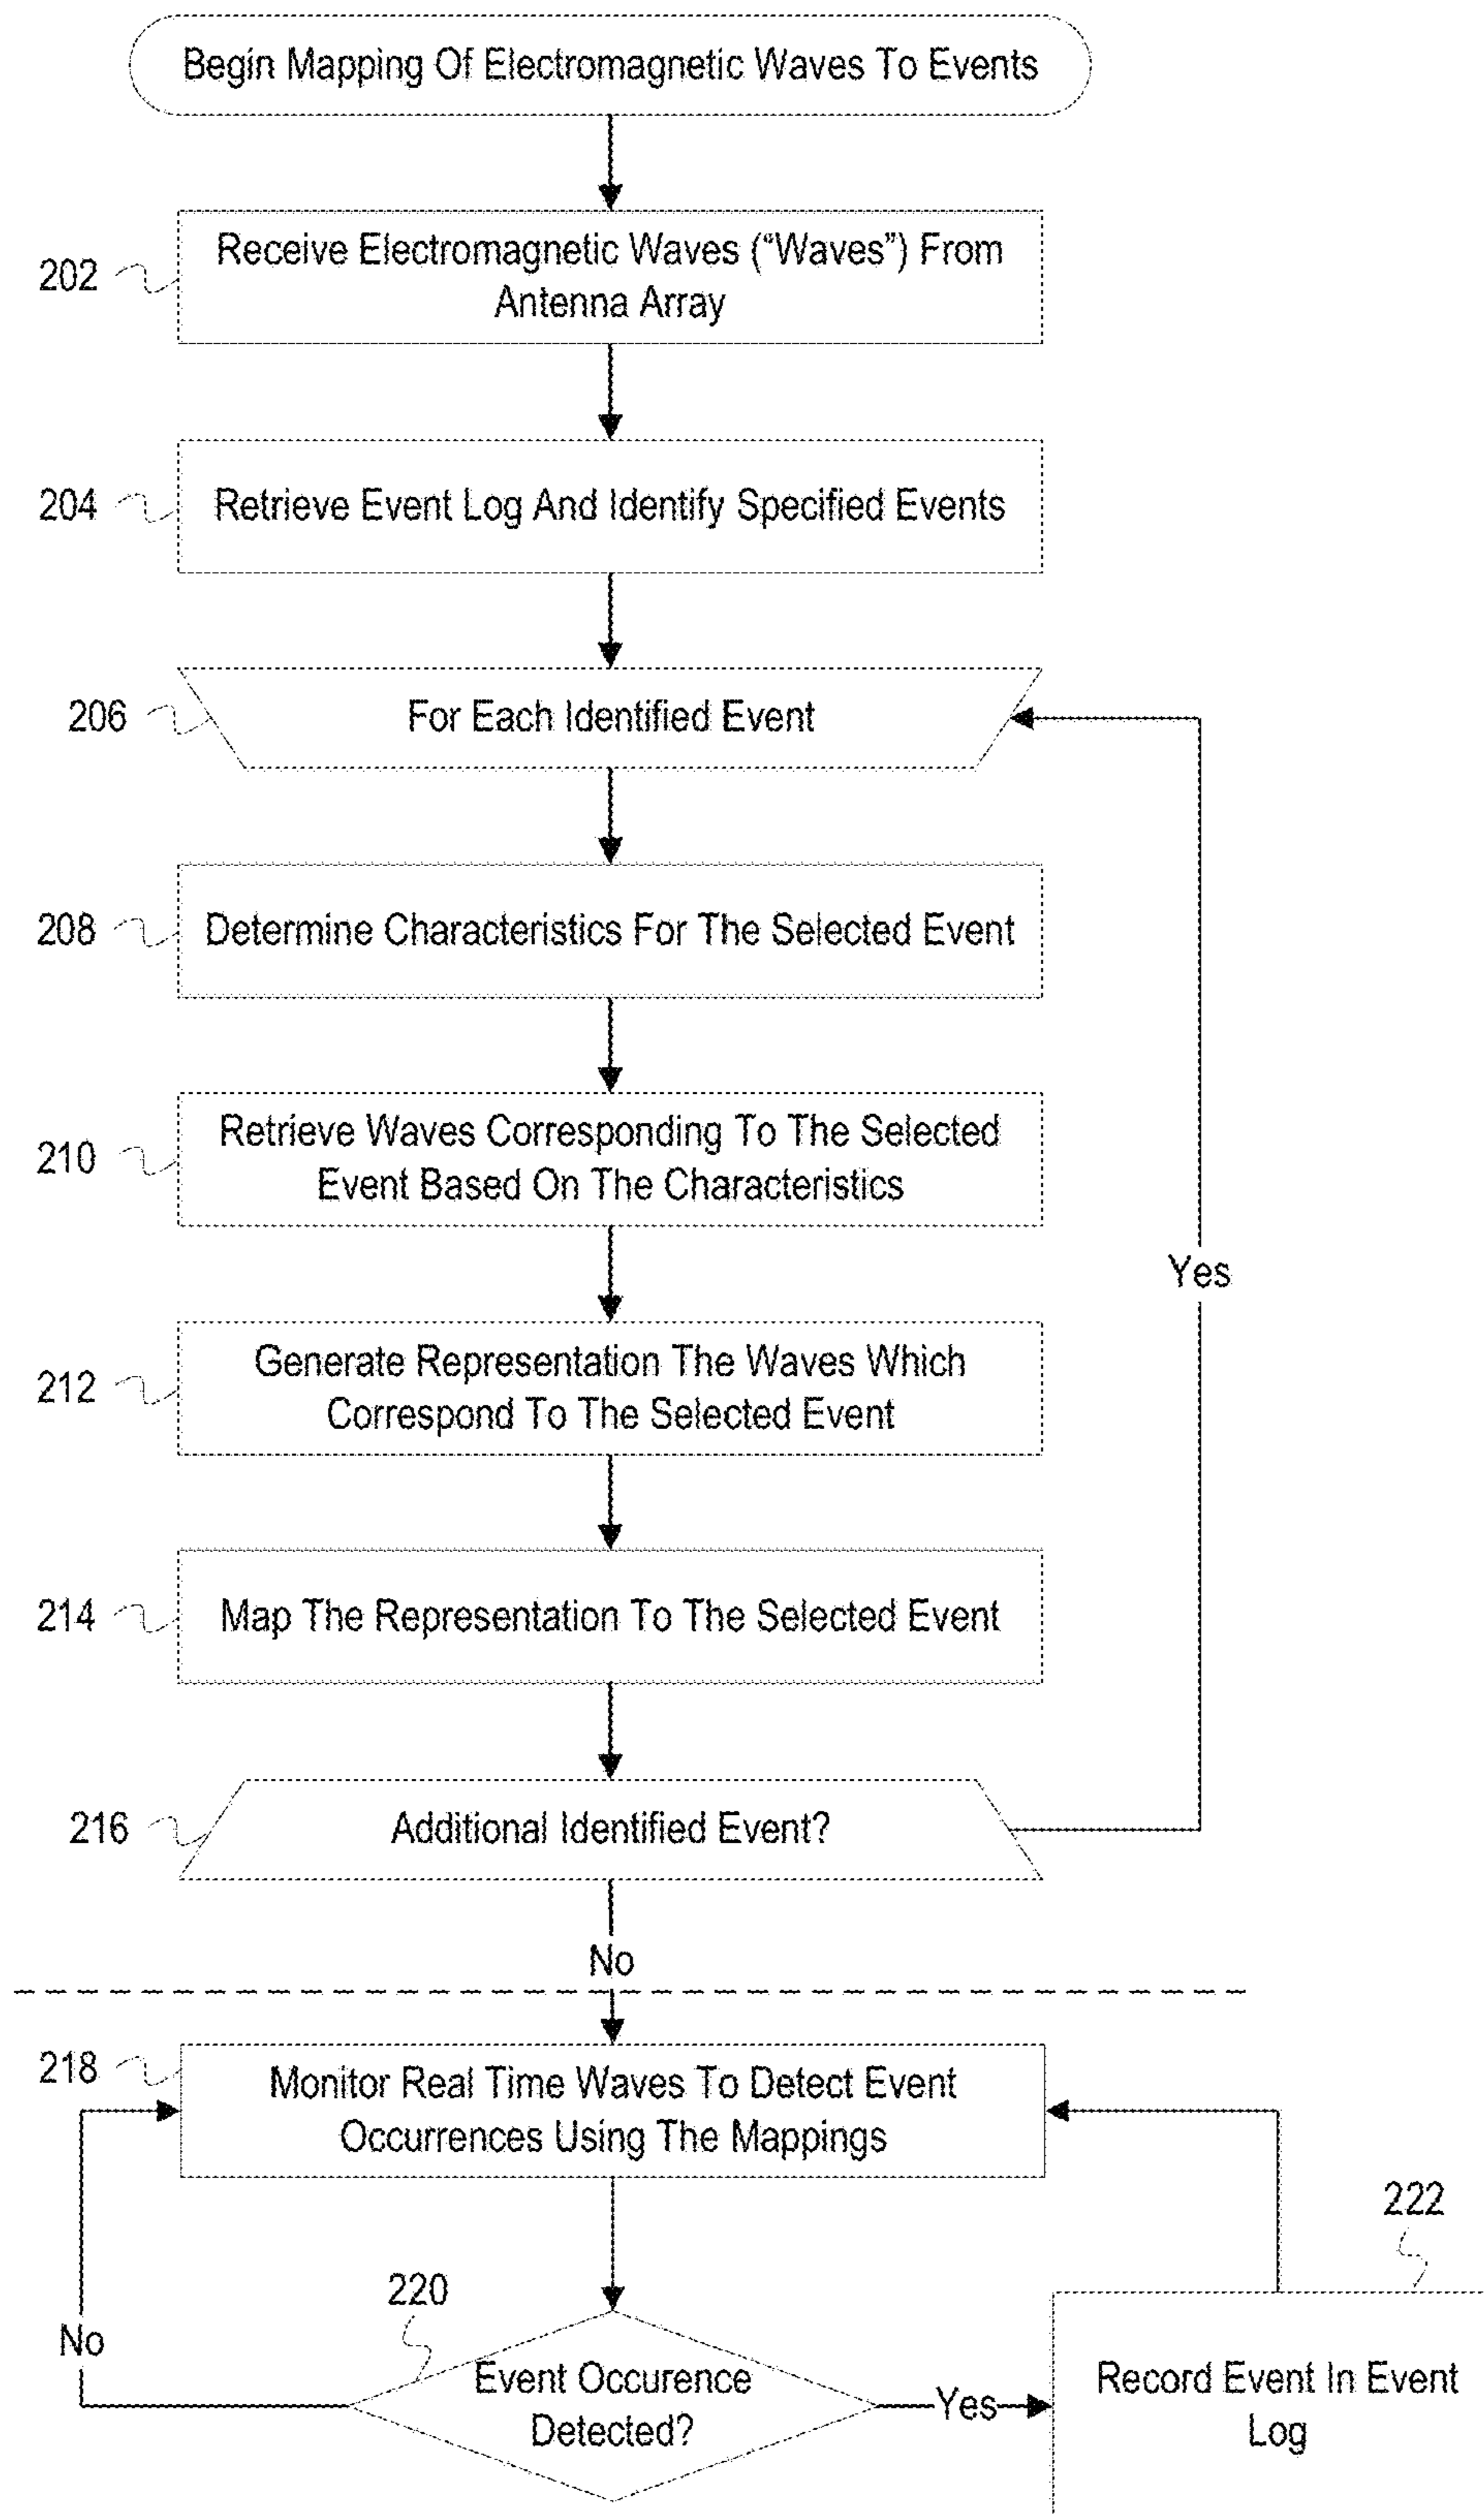 Begin Mapping Of Electromagnetic Waves To Events
202
Receive Electromagnetic Waves (“Waves”) From
Antenna Array
204
Retrieve Event Log And Identify Specified Events
206
For Each Identified Event
208
Determine Characteristics For The Selected Event
210
Retrieve Waves Corresponding To The Selected
Event Based On The Characteristics
Yes
212
Generate Representation The Waves Which
Correspond To The Selected Event
214
Map The Representation To The Selected Event
216
Additional Identified Event?
No
218
Monitor Real Time Waves To Detect Event
Occurrences Using The Mappings
222
220
No
Event Occurence
Detected?
Yes
Record Event In Event
Log